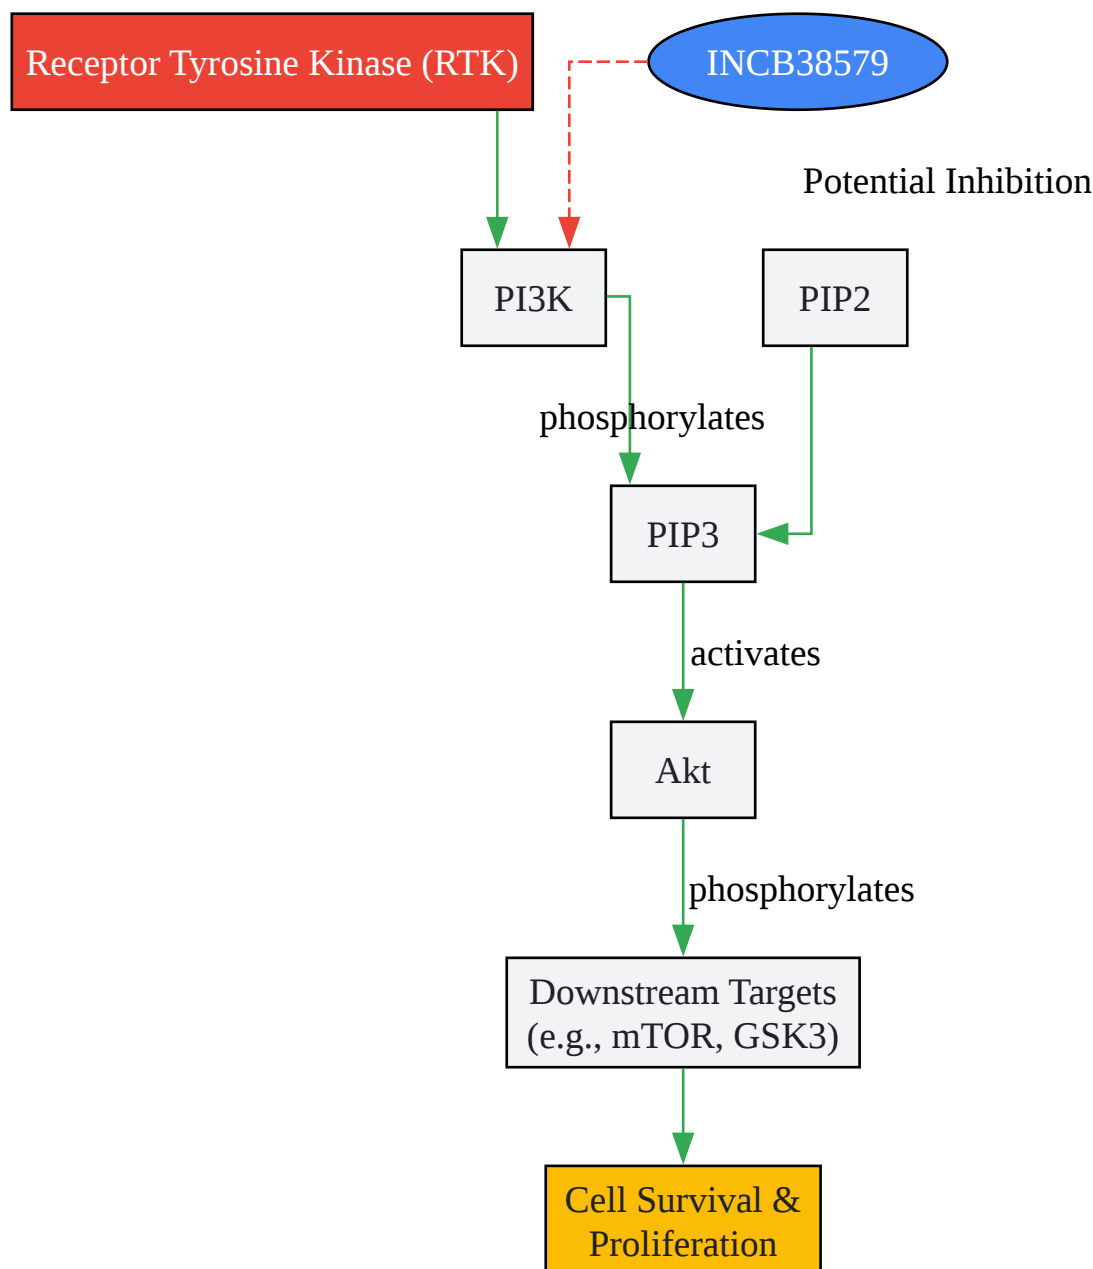 Receptor Tyrosine Kinase (RTK)
INCB38579
Potential Inhibition
PI3K
PIP2
phosphorylates
PIP3
activates
Akt
phosphorylates
Downstream Targets
(e.g., mTOR, GSK3)
Cell Survival &
Proliferation